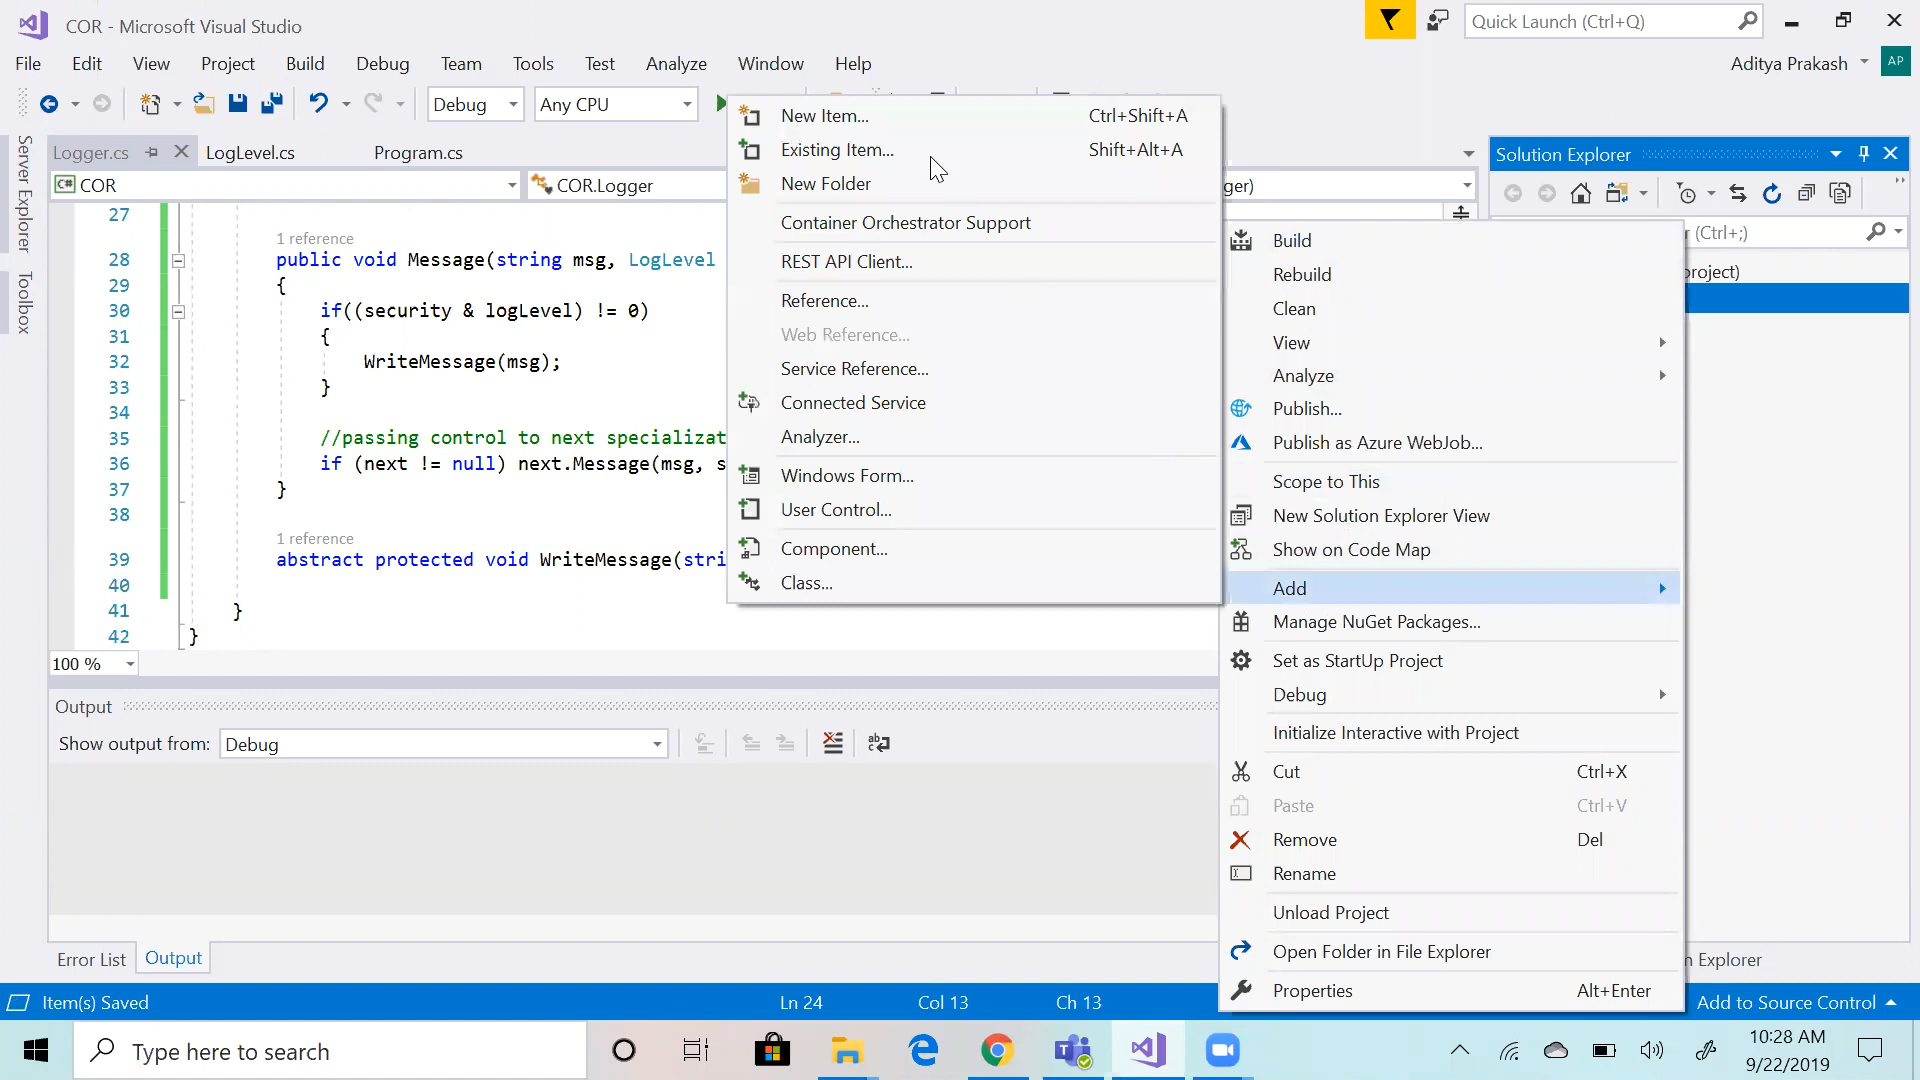 COR - Microsoft Visual Studio
Quick Launch (Ctrl+Q)
File Edit View Project Build Debug Team Tools Test Analyze Window Help
Aditya Prakash AP
Debug Any CPU
Logger.cs LogLevel.cs Program.cs
C# COR COR.Logger ger)
Server Explorer
Toolbox
27
1 reference
28 public void Message(string msg, LogLevel
29 {
30 if((security & logLevel) != 0)
31 {
32 WriteMessage(msg);
33 }
34
35 //passing control to next specializat
36 if (next != null) next.Message(msg, s
37 }
38
1 reference
39 abstract protected void WriteMessage(stri
40
41 }
42 }
100 %
New Item... Ctrl+Shift+A
Existing Item... Shift+Alt+A
New Folder
Container Orchestrator Support
REST API Client...
Reference...
Web Reference...
Service Reference...
Connected Service
Analyzer...
Windows Form...
User Control...
Component...
Class...
Solution Explorer
r (Ctrl+;)
project)
Build
Rebuild
Clean
View
Analyze
Publish...
Publish as Azure WebJob...
Scope to This
New Solution Explorer View
Show on Code Map
Add
Manage NuGet Packages...
Set as StartUp Project
Debug
Initialize Interactive with Project
Cut Ctrl+X
Paste Ctrl+V
Remove Del
Rename
Unload Project
Open Folder in File Explorer
Properties Alt+Enter
Output
Show output from: Debug
Error List Output
n Explorer
Item(s) Saved Ln 24 Col 13 Ch 13 Add to Source Control
Type here to search
10:28 AM
9/22/2019